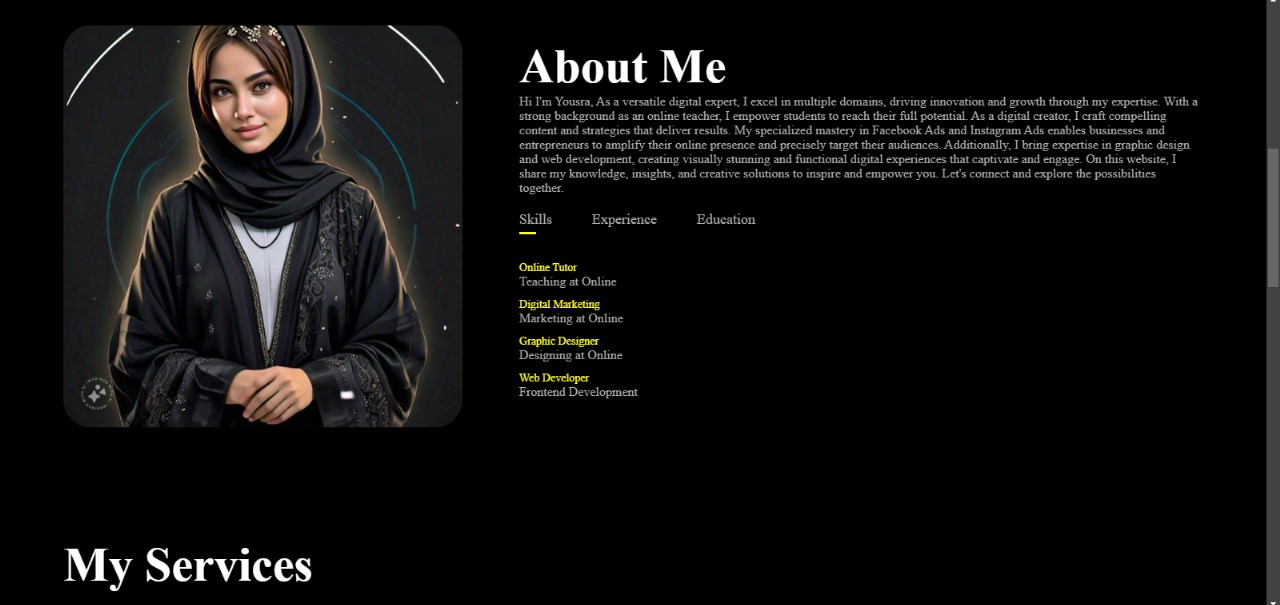 About Me
Hi I'm Yousra, As a versatile digital expert, I excel in multiple domains, driving innovation and growth through my expertise. With a
strong background as an online teacher, I empower students to reach their full potential. As a digital creator, I craft compelling
content and strategies that deliver results. My specialized mastery in Facebook Ads and Instagram Ads enables businesses and
entrepreneurs to amplify their online presence and precisely target their audiences. Additionally, I bring expertise in graphic design
and web development, creating visually stunning and functional digital experiences that captivate and engage. On this website, I
share my knowledge, insights, and creative solutions to inspire and empower you. Let's connect and explore the possibilities
together.
Skills Experience Education
Online Tutor
Teaching at Online
Digital Marketing
Marketing at Online
Graphic Designer
Designing at Online
Web Developer
Frontend Development
My Services